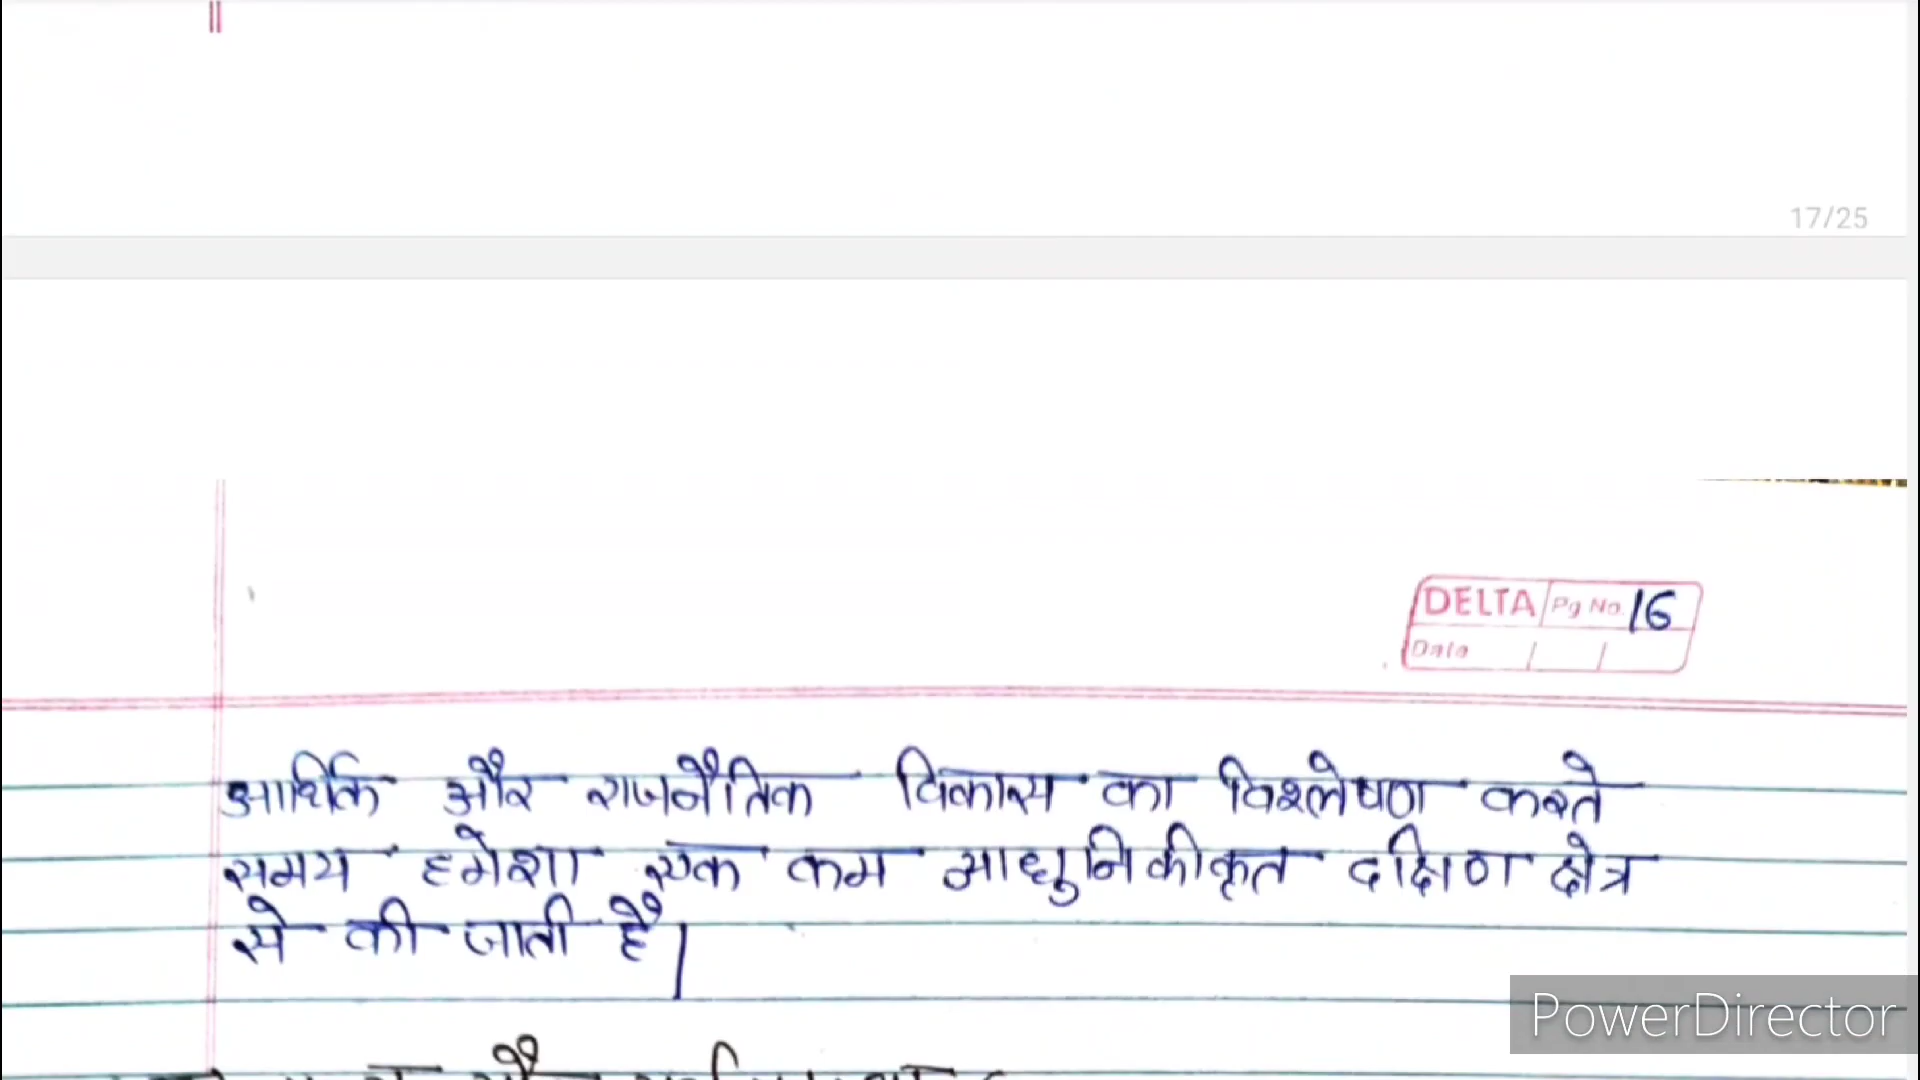 17/25
DELTA Pg No. 16
Date
आर्थिक और राजनैतिक विकास का विश्लेषण करते
समय हमेशा एक कम आधुनिकीकृत दक्षिण क्षेत्र
से की जाती है।
PowerDirector